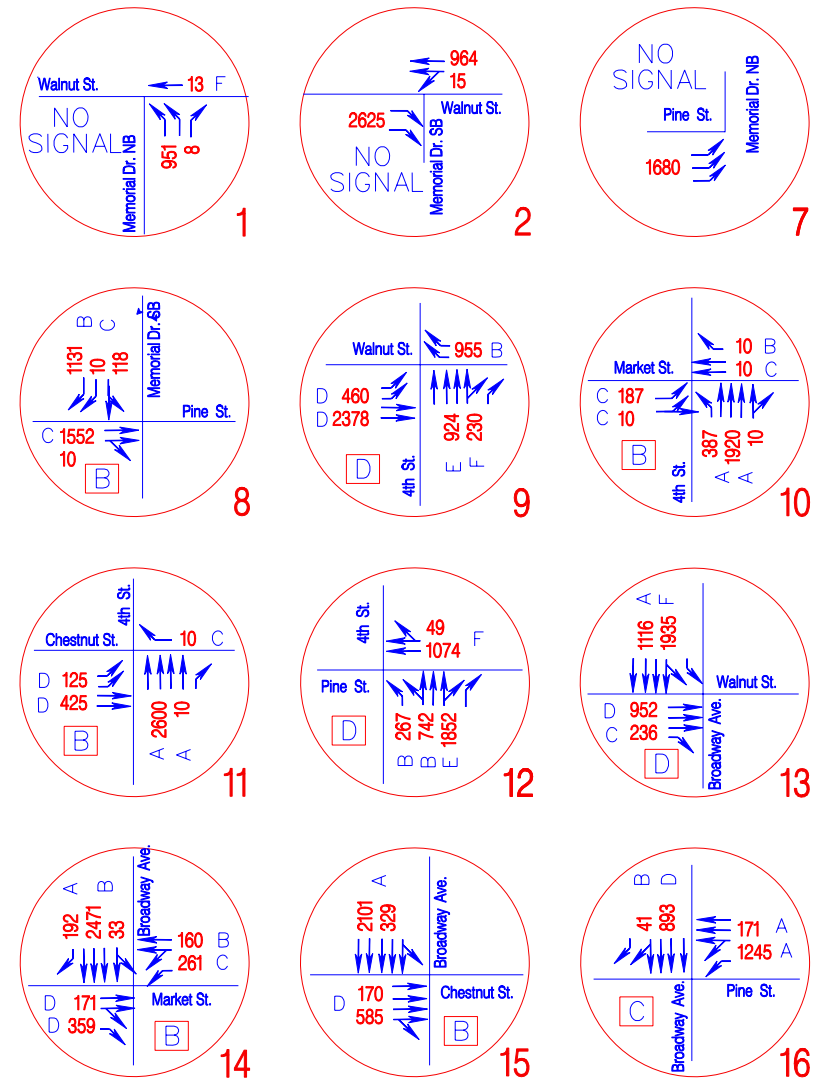 964
Walnut St. 13 F
15
NO SIGNAL
951
8
Memorial Dr. NB
1
2625
Walnut St.
NO SIGNAL
Memorial Dr. SB
2
NO SIGNAL
Pine St.
Memorial Dr. NB
1680
7
B
C
1131
10
118
Memorial Dr. SB
Pine St.
C 1552
10
B
8
Walnut St.
955 B
D 460
D 2378
924
230
E
F
D
4th St.
9
10 B
Market St.
10 C
C 187
C 10
387
1920
10
A
A
B
4th St.
10
4th St.
Chestnut St.
10 C
D 125
D 425
2600
10
A
A
B
11
4th St.
49
1074
F
Pine St.
267
742
1852
B
B
E
D
12
A
F
1116
1935
Walnut St.
D 952
C 236
D
Broadway Ave.
13
A
B
192
2471
33
Broadway Ave.
160 B
261 C
Market St.
D 171
D 359
B
14
A
2101
329
Broadway Ave.
170
D
585
Chestnut St.
B
15
B
D
41
893
171 A
1245 A
Pine St.
C
Broadway Ave.
16